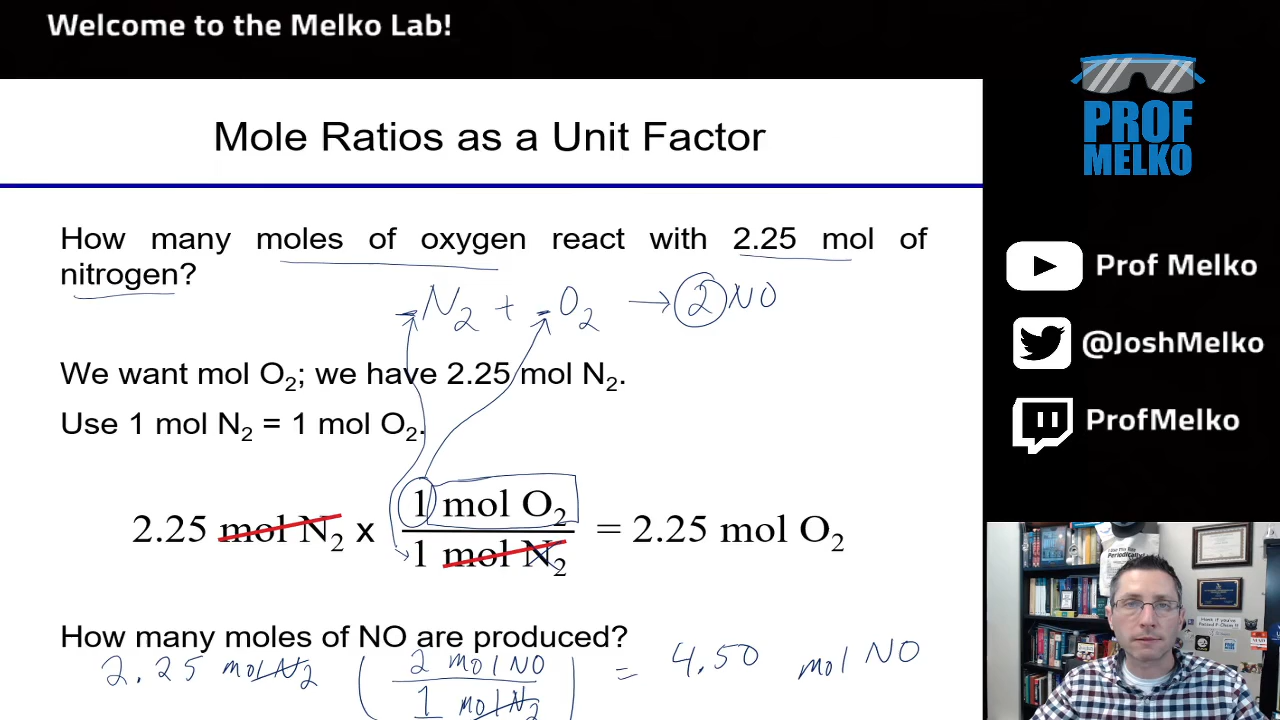 Welcome to the Melko Lab!
Mole Ratios as a Unit Factor
How many moles of oxygen react with 2.25 mol of
nitrogen?
N₂ + O₂ → 2NO
We want mol O₂; we have 2.25 mol N₂.
Use 1 mol N₂ = 1 mol O₂.
1 mol O₂
2.25 mol N₂ x = 2.25 mol O₂
1 mol N₂
How many moles of NO are produced?
2 mol NO
2.25 mol N₂ ( ) = 4.50 mol NO
1 mol N₂
PROF
MELKO
Prof Melko
@JoshMelko
ProfMelko